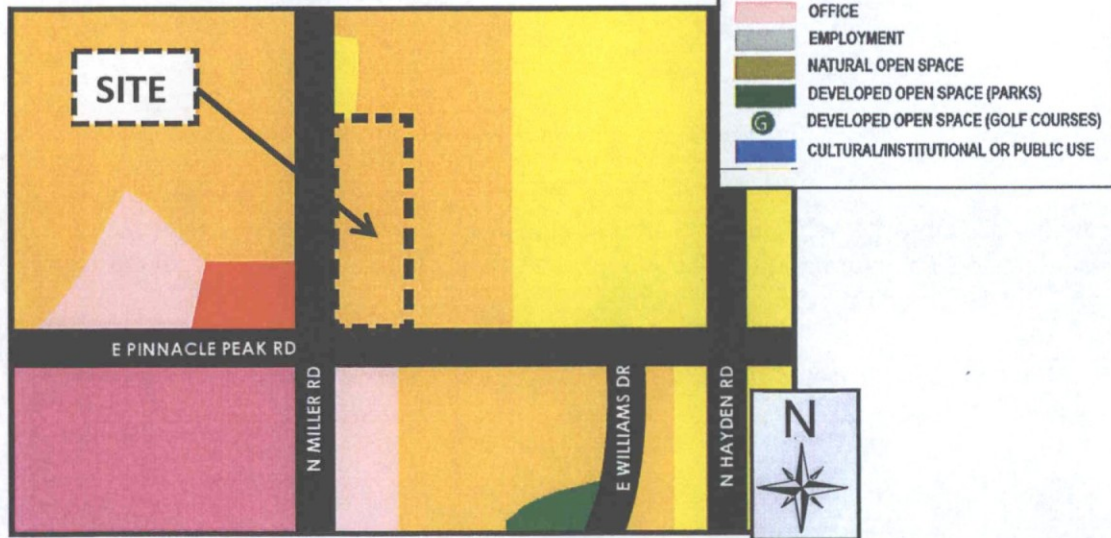 OFFICE
EMPLOYMENT
NATURAL OPEN SPACE
DEVELOPED OPEN SPACE (PARKS)
G DEVELOPED OPEN SPACE (GOLF COURSES)
CULTURAL/INSTITUTIONAL OR PUBLIC USE
SITE
E PINNACLE PEAK RD
N MILLER RD
E WILLIAMS DR
N HAYDEN RD
N